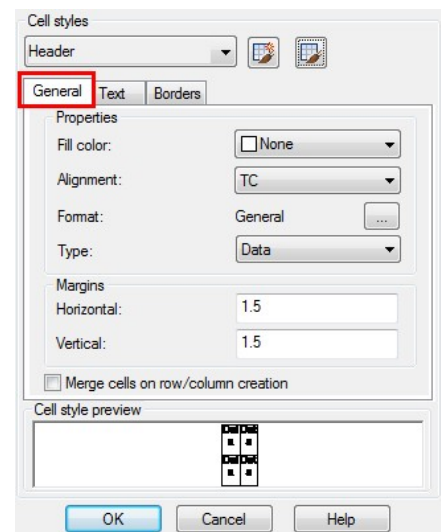 Cell styles
Header
General Text Borders
Properties
Fill color: None
Alignment: TC
Format: General ...
Type: Data
Margins
Horizontal: 1.5
Vertical: 1.5
Merge cells on row/column creation
Cell style preview
OK Cancel Help